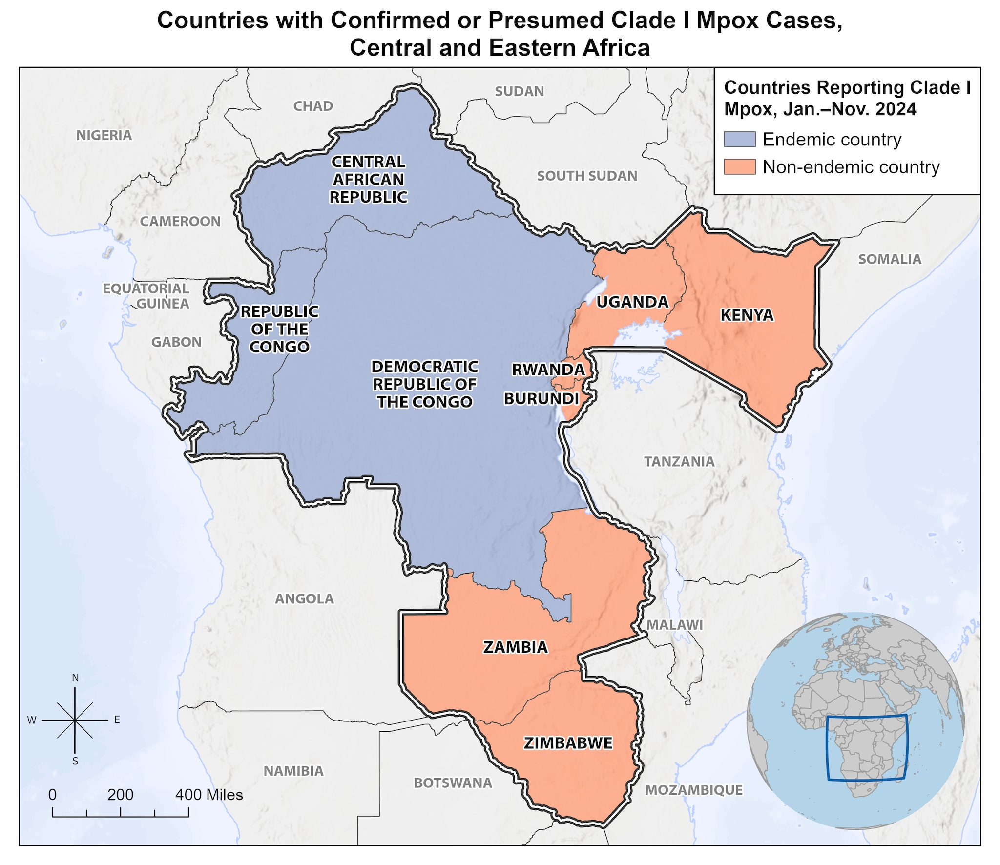 Countries with Confirmed or Presumed Clade I Mpox Cases,
Central and Eastern Africa
Countries Reporting Clade I
Mpox, Jan.–Nov. 2024
Endemic country
Non-endemic country
SUDAN
CHAD
NIGERIA
CENTRAL
AFRICAN
REPUBLIC
SOUTH SUDAN
CAMEROON
SOMALIA
EQUATORIAL
GUINEA
UGANDA
KENYA
REPUBLIC
OF THE
CONGO
GABON
DEMOCRATIC
REPUBLIC OF
THE CONGO
RWANDA
BURUNDI
TANZANIA
ANGOLA
MALAWI
ZAMBIA
ZIMBABWE
NAMIBIA
BOTSWANA
MOZAMBIQUE
N
W
E
S
0 200 400 Miles